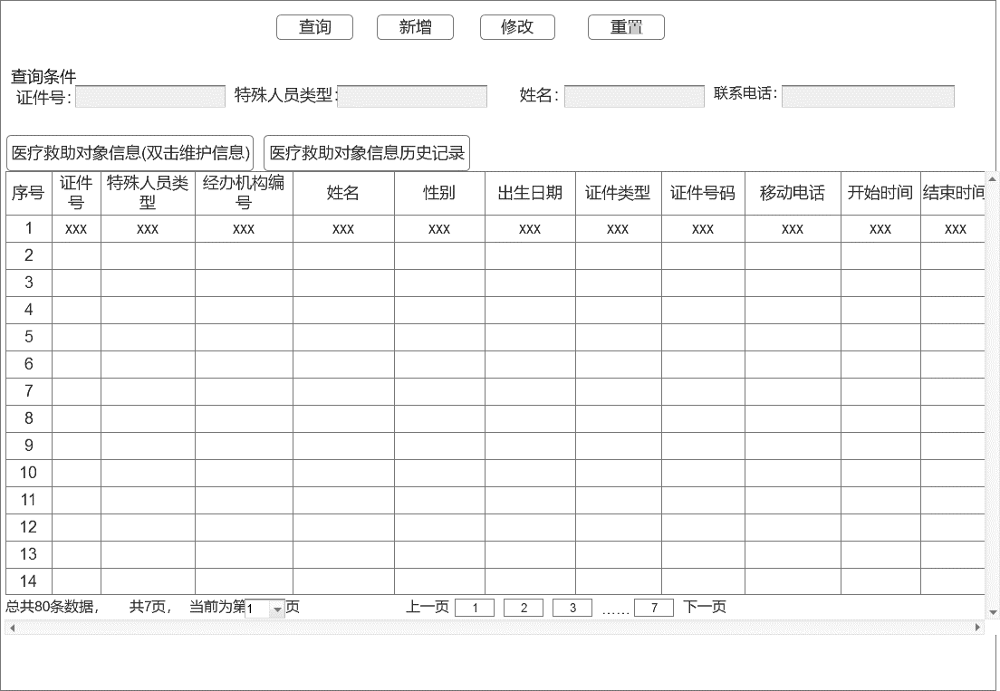 查询 新增 修改 重置
查询条件
证件号: 特殊人员类型: 姓名: 联系电话:
医疗救助对象信息(双击维护信息) 医疗救助对象信息历史记录
序号 证件号 特殊人员类型 经办机构编号 姓名 性别 出生日期 证件类型 证件号码 移动电话 开始时间 结束时间
1 xxx xxx xxx xxx xxx xxx xxx xxx xxx xxx xxx
2
3
4
5
6
7
8
9
10
11
12
13
14
总共80条数据， 共7页， 当前为第1页 上一页 1 2 3 …… 7 下一页